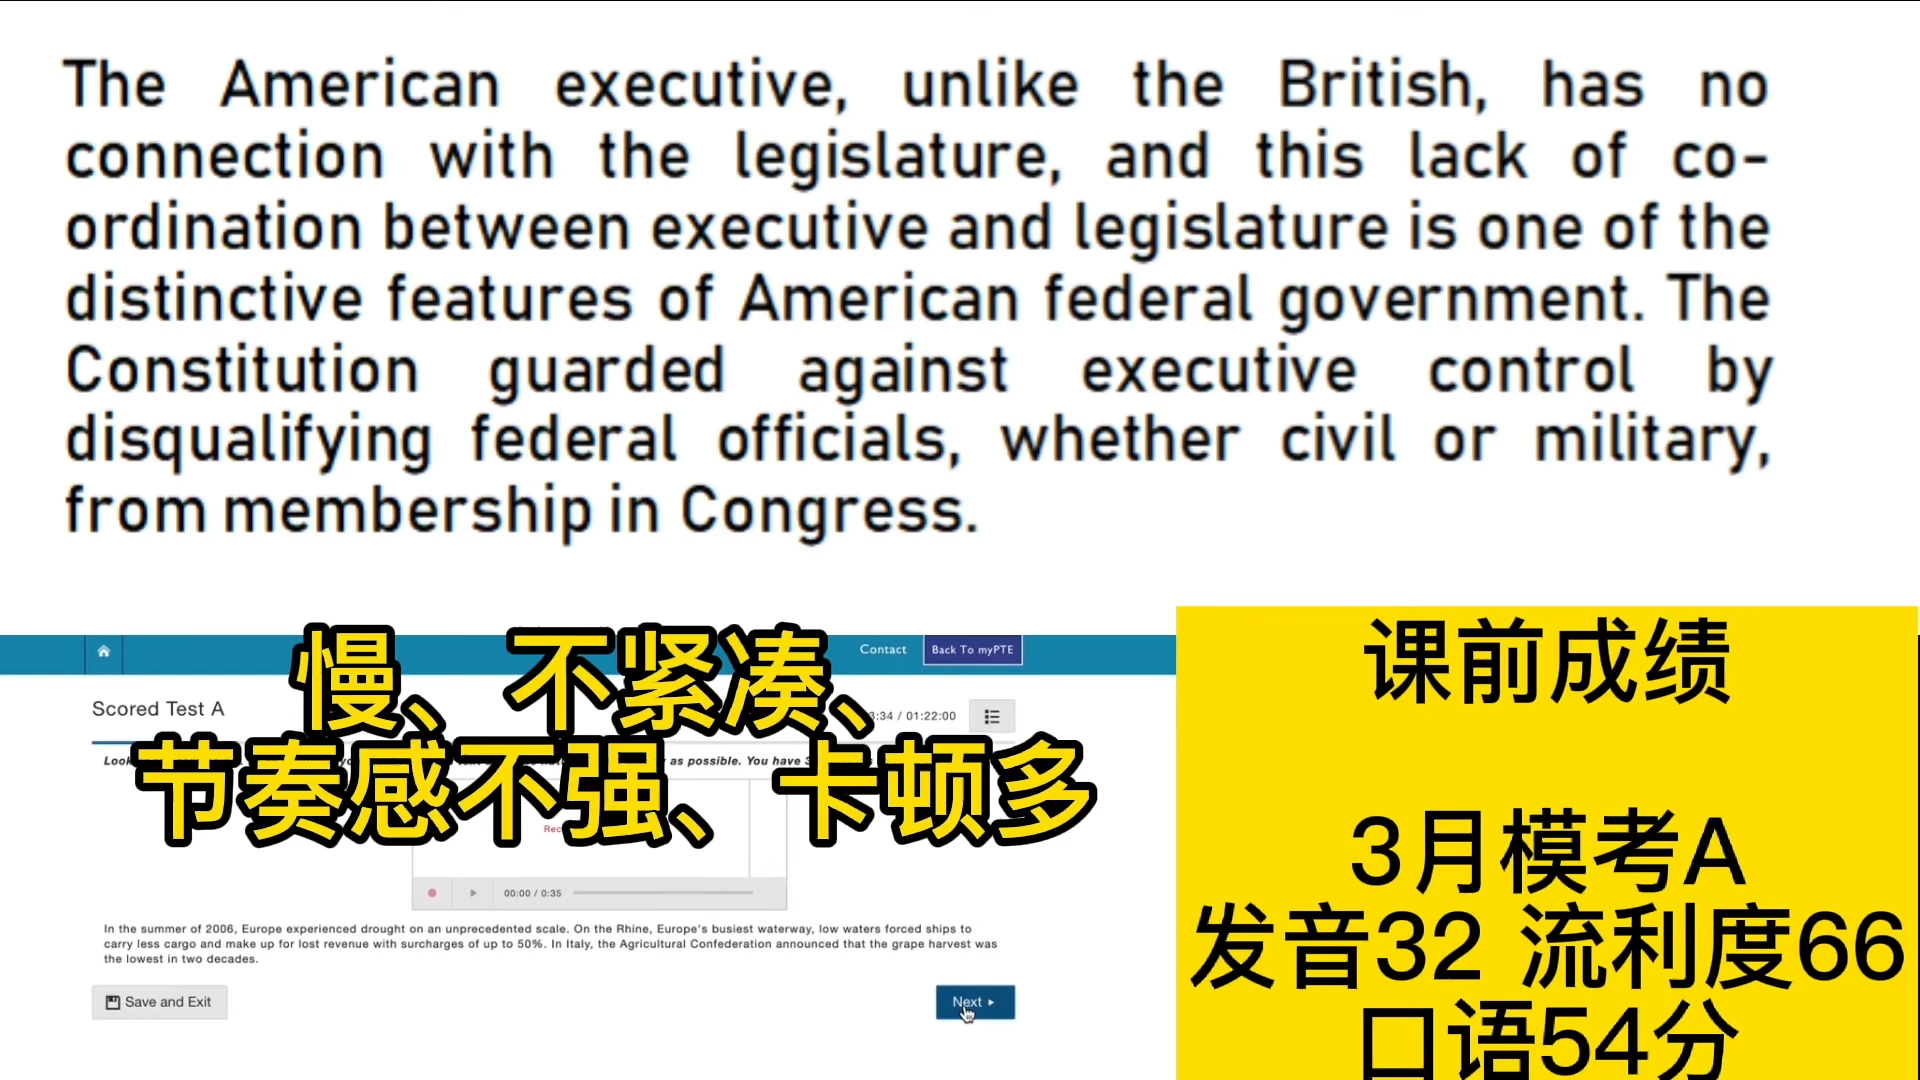 The American executive, unlike the British, has no
connection with the legislature, and this lack of co-
ordination between executive and legislature is one of the
distinctive features of American federal government. The
Constitution guarded against executive control by
disqualifying federal officials, whether civil or military,
from membership in Congress.
Contact
Back To myPTE
慢、不紧凑、
节奏感不强、卡顿多
Scored Test A
3:34 / 01:22:00
as possible. You have
00:00 / 0:35
In the summer of 2006, Europe experienced drought on an unprecedented scale. On the Rhine, Europe's busiest waterway, low waters forced ships to
carry less cargo and make up for lost revenue with surcharges of up to 50%. In Italy, the Agricultural Confederation announced that the grape harvest was
the lowest in two decades.
Save and Exit
Next
课前成绩
3月模考A
发音32 流利度66
口语54分